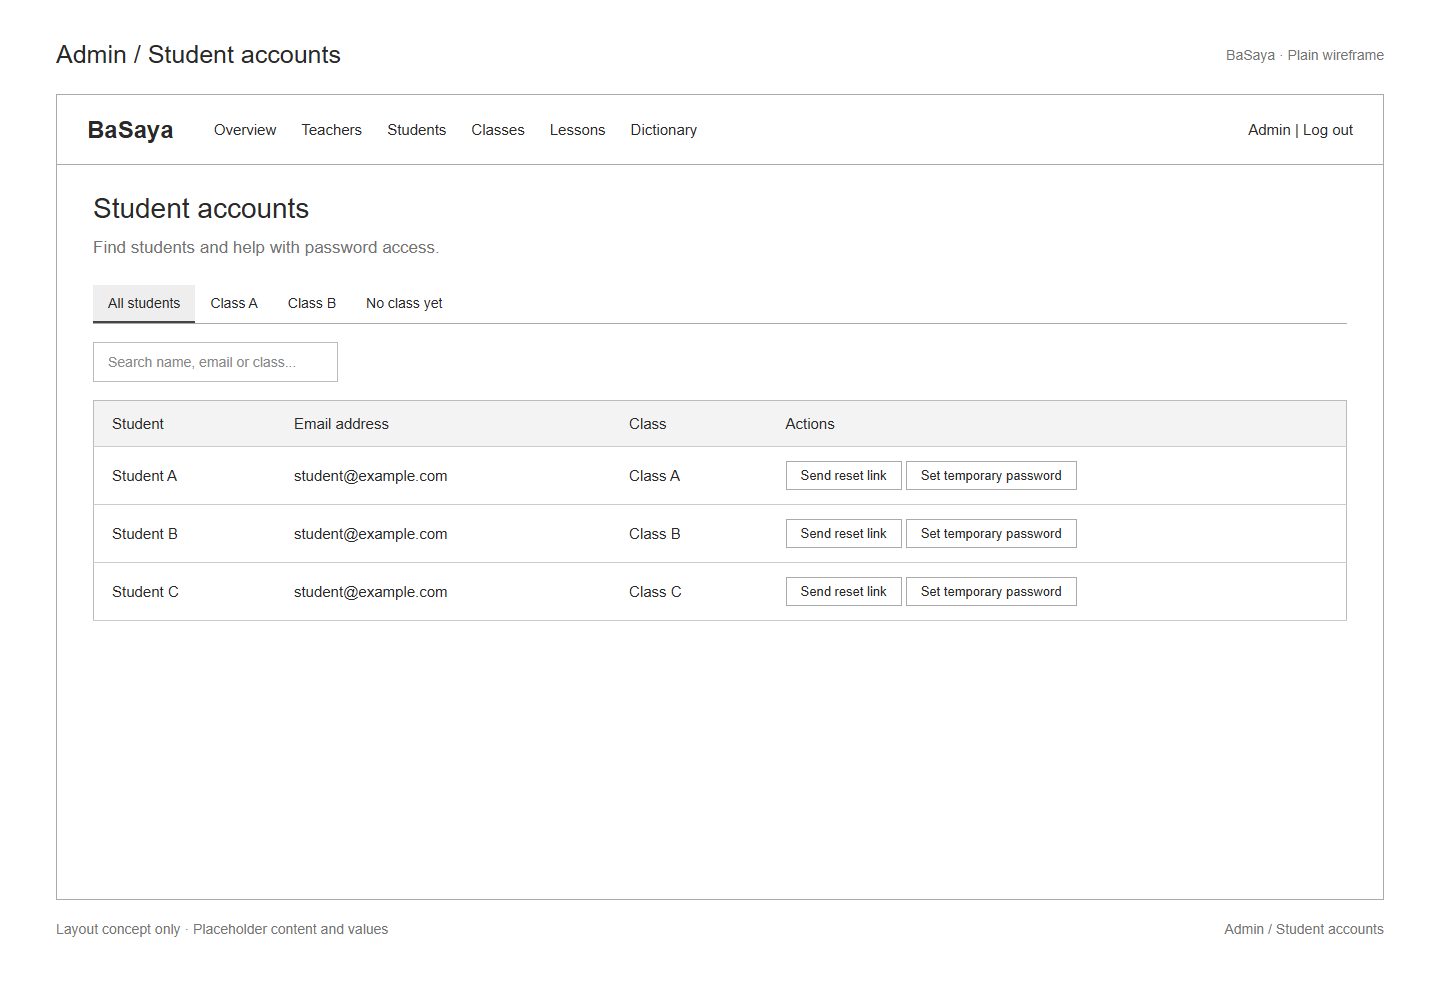 Admin / Student accounts
BaSaya · Plain wireframe
BaSaya Overview Teachers Students Classes Lessons Dictionary Admin | Log out
Student accounts
Find students and help with password access.
All students Class A Class B No class yet
Search name, email or class...
Student Email address Class Actions
Student A student@example.com Class A Send reset link Set temporary password
Student B student@example.com Class B Send reset link Set temporary password
Student C student@example.com Class C Send reset link Set temporary password
Layout concept only · Placeholder content and values
Admin / Student accounts